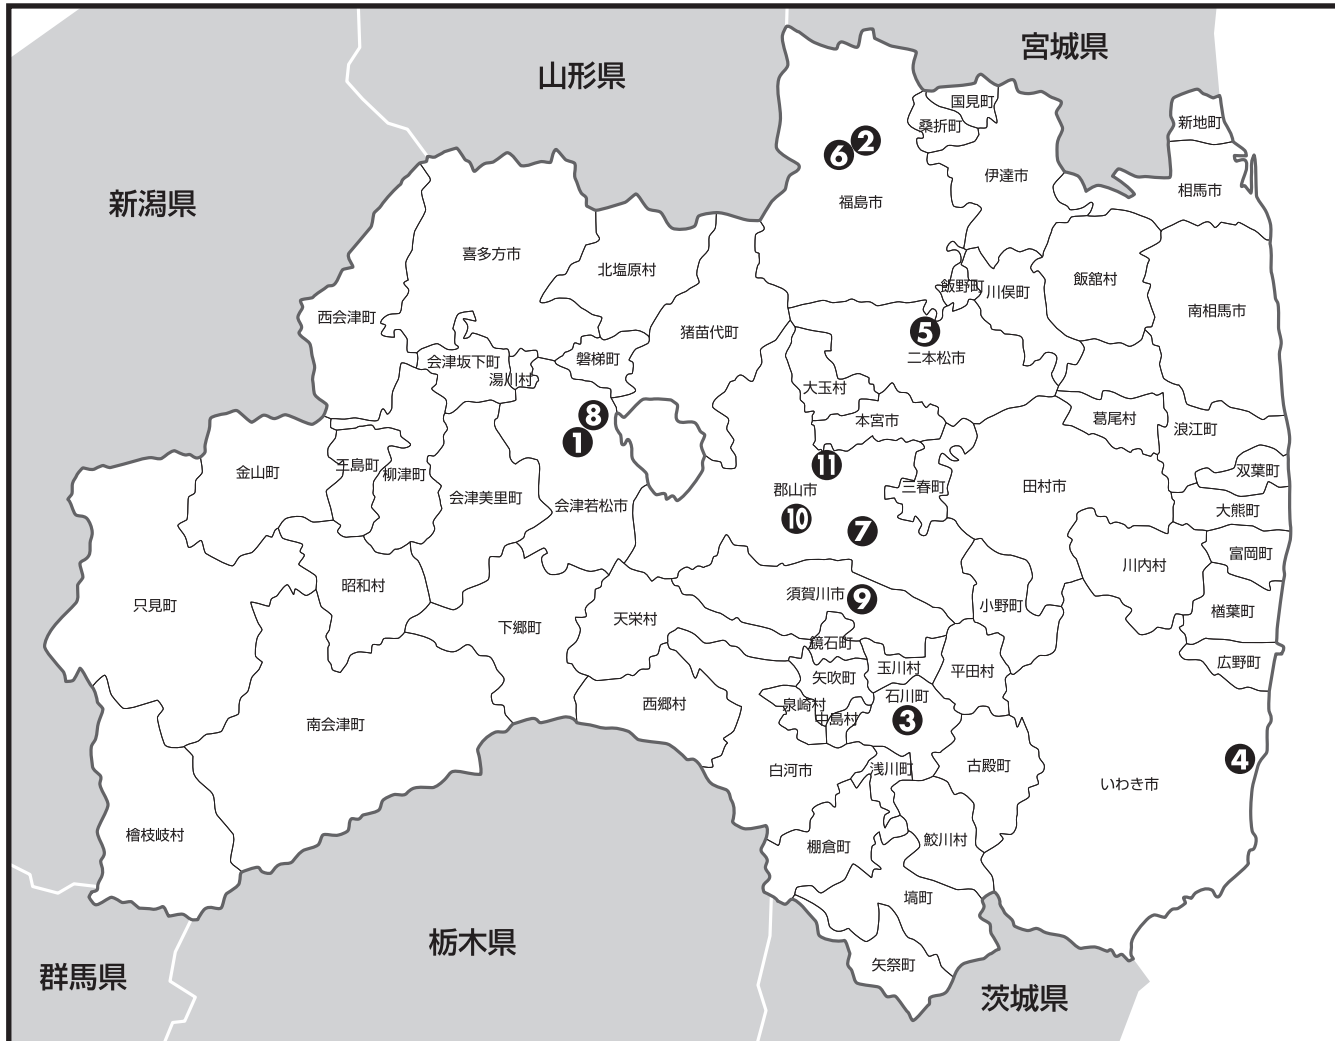 宮城県
山形県
新潟県
国見町
桑折町
新地町
❷
❻
伊達市
相馬市
福島市
喜多方市
北塩原村
飯舘村
飯野町
川俣町
南相馬市
西会津町
猪苗代町
❺
二本松市
会津坂下町
磐梯町
湯川村
大玉村
❽
❶
本宮市
葛尾村
浪江町
金山町
三島町
柳津町
⓫
双葉町
郡山市
三春町
田村市
会津美里町
会津若松市
大熊町
❿
❼
富岡町
川内村
昭和村
只見町
須賀川市
❾
小野町
楢葉町
下郷町
天栄村
鏡石町
玉川村
平田村
広野町
矢吹町
西郷村
泉崎村
中島村
石川町
❸
南会津町
❹
白河市
浅川町
古殿町
いわき市
檜枝岐村
棚倉町
鮫川村
塙町
栃木県
矢祭町
群馬県
茨城県